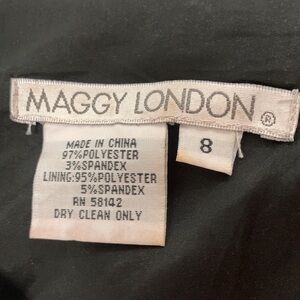 MAGGY LONDON®
8
MADE IN CHINA
97%POLYESTER
3%SPANDEX
LINING:95%POLYESTER
5%SPANDEX
RN 58142
DRY CLEAN ONLY